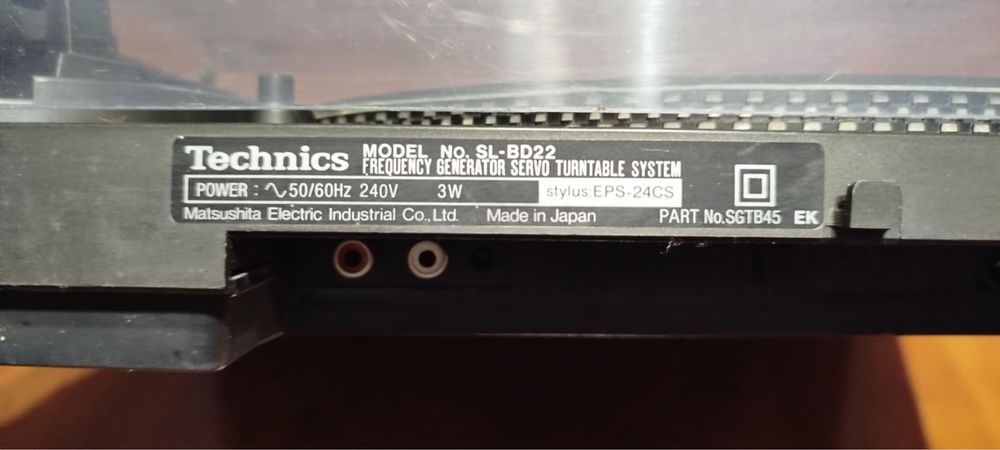 Technics MODEL No. SL-BD22
FREQUENCY GENERATOR SERVO TURNTABLE SYSTEM
POWER : ∿50/60Hz 240V 3W stylus:EPS-24CS
Matsushita Electric Industrial Co., Ltd. Made in Japan PART No.SGTB45 EK